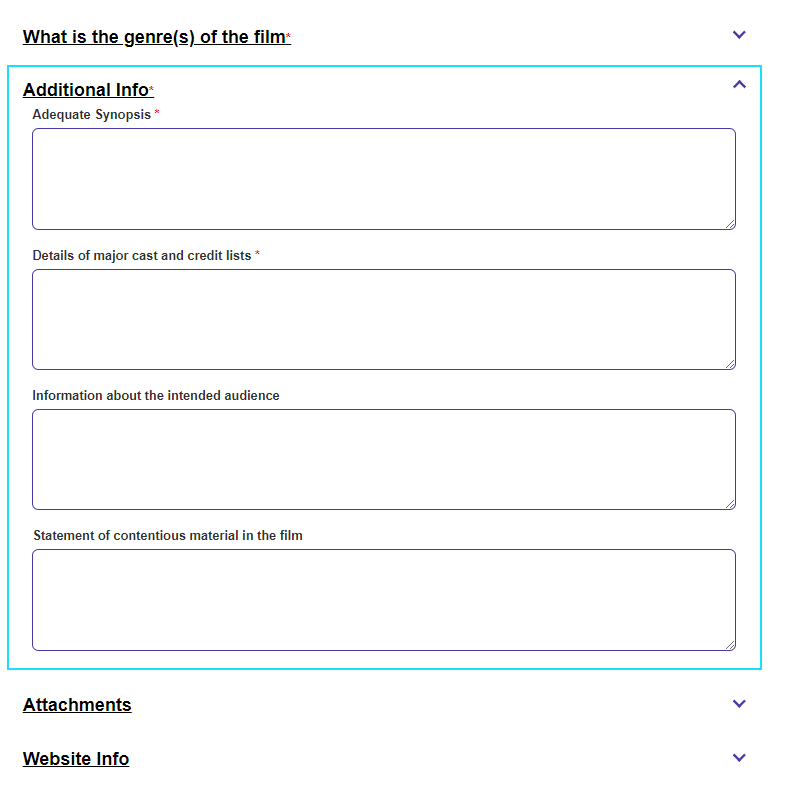 What is the genre(s) of the film*
Additional Info*
Adequate Synopsis *
Details of major cast and credit lists *
Information about the intended audience
Statement of contentious material in the film
Attachments
Website Info